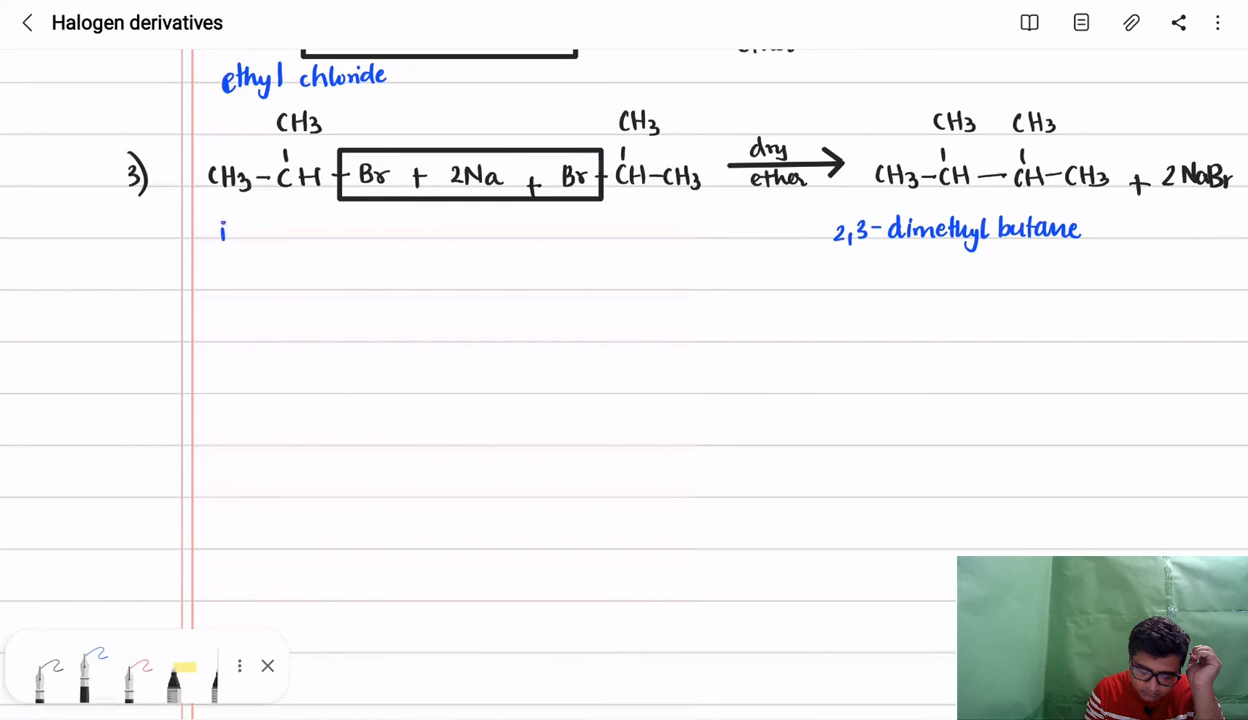 Halogen derivatives
ethyl chloride
CH3 CH3 CH3 CH3
3) CH3-CH-Br + 2Na + Br-CH-CH3 dry ether → CH3-CH-CH-CH3 + 2NaBr
i 2,3-dimethyl butane